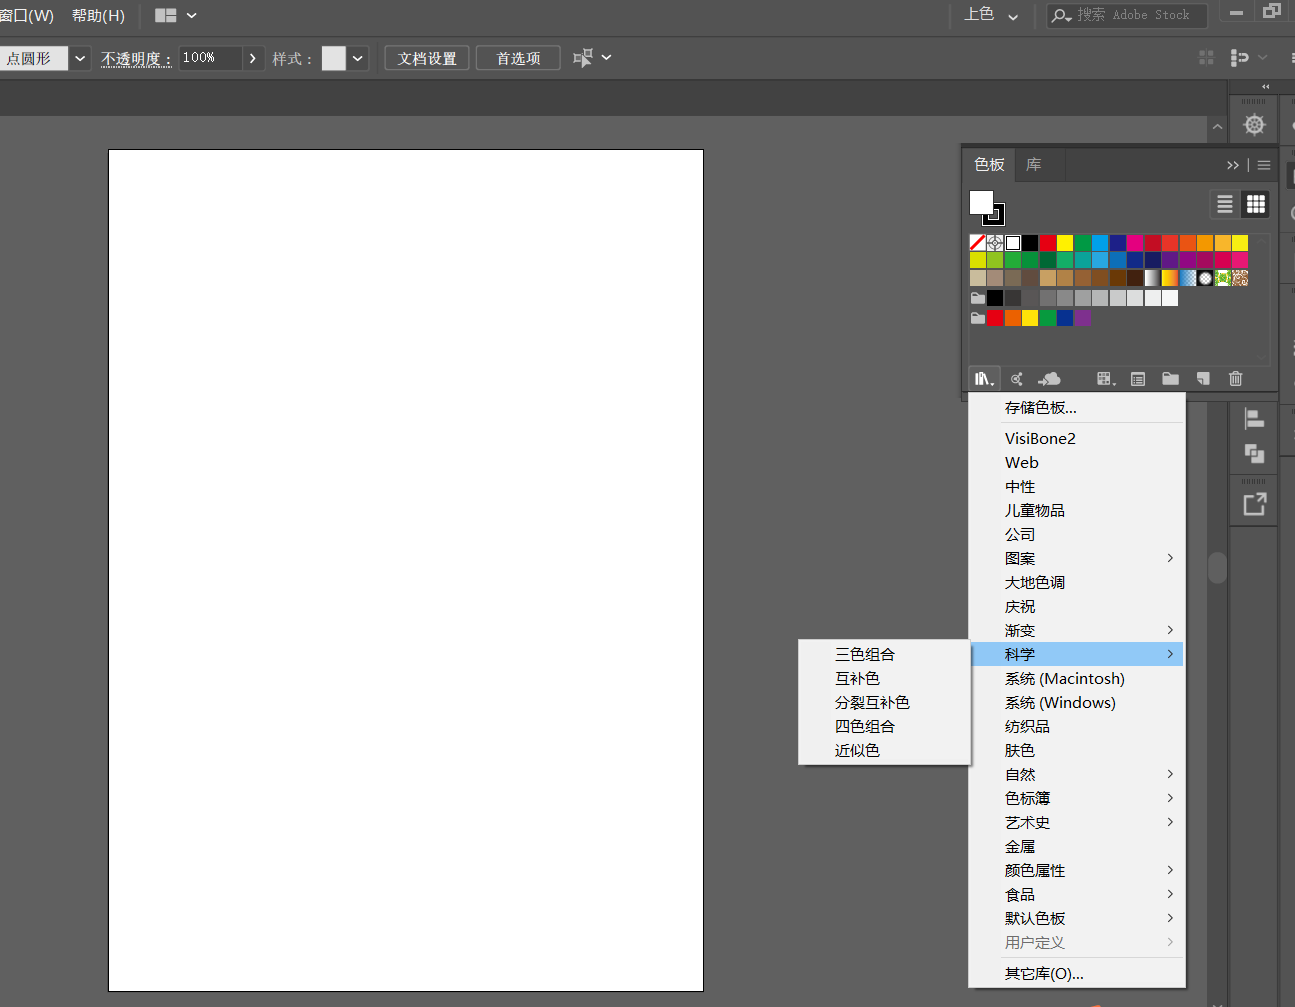 窗口(W) 帮助(H) 上色 搜索 Adobe Stock
点圆形 不透明度： 100% 样式： 文档设置 首选项
色板 库
存储色板...
VisiBone2
Web
中性
儿童物品
公司
图案
大地色调
庆祝
渐变
科学
三色组合
互补色
分裂互补色
四色组合
近似色
系统 (Macintosh)
系统 (Windows)
纺织品
肤色
自然
色标簿
艺术史
金属
颜色属性
食品
默认色板
用户定义
其它库(O)...